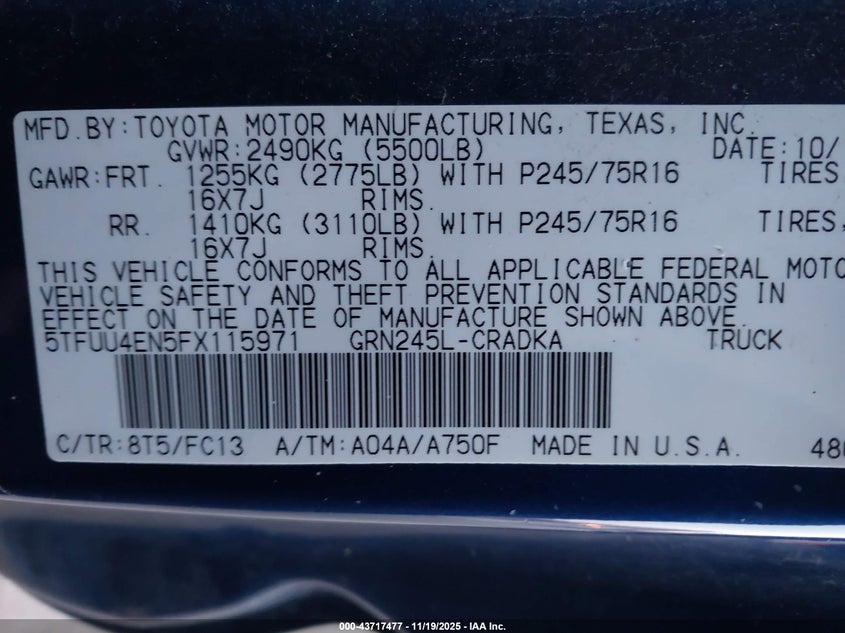 MFD.BY:TOYOTA MOTOR MANUFACTURING, TEXAS, INC.
GVWR:2490KG (5500LB) DATE:10/
GAWR:FRT. 1255KG (2775LB) WITH P245/75R16 TIRES,
16X7J RIMS.
RR. 1410KG (3110LB) WITH P245/75R16 TIRES,
16X7J RIMS.
THIS VEHICLE CONFORMS TO ALL APPLICABLE FEDERAL MOTO
VEHICLE SAFETY AND THEFT PREVENTION STANDARDS IN
EFFECT ON THE DATE OF MANUFACTURE SHOWN ABOVE.
5TFUU4EN5FX115971 GRN245L-CRADKA TRUCK
C/TR:8T5/FC13 A/TM:A04A/A750F MADE IN U.S.A. 480
000-43717477 - 11/19/2025 - IAA Inc.